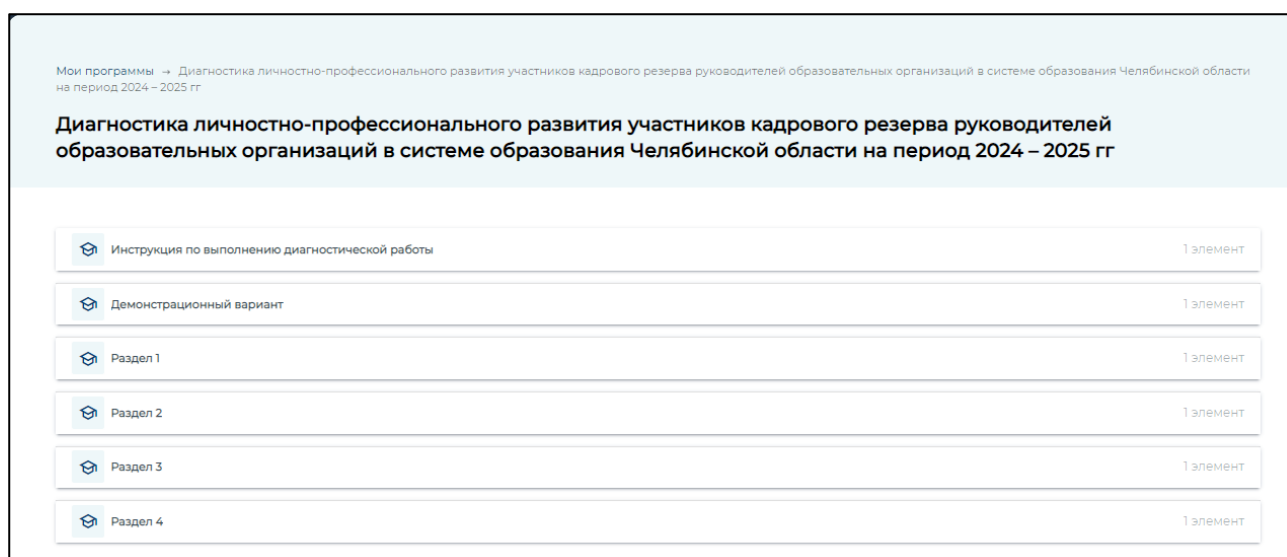 Мои программы → Диагностика личностно-профессионального развития участников кадрового резерва руководителей образовательных организаций в системе образования Челябинской области
на период 2024 – 2025 гг
Диагностика личностно-профессионального развития участников кадрового резерва руководителей
образовательных организаций в системе образования Челябинской области на период 2024 – 2025 гг
Инструкция по выполнению диагностической работы 1 элемент
Демонстрационный вариант 1 элемент
Раздел 1 1 элемент
Раздел 2 1 элемент
Раздел 3 1 элемент
Раздел 4 1 элемент